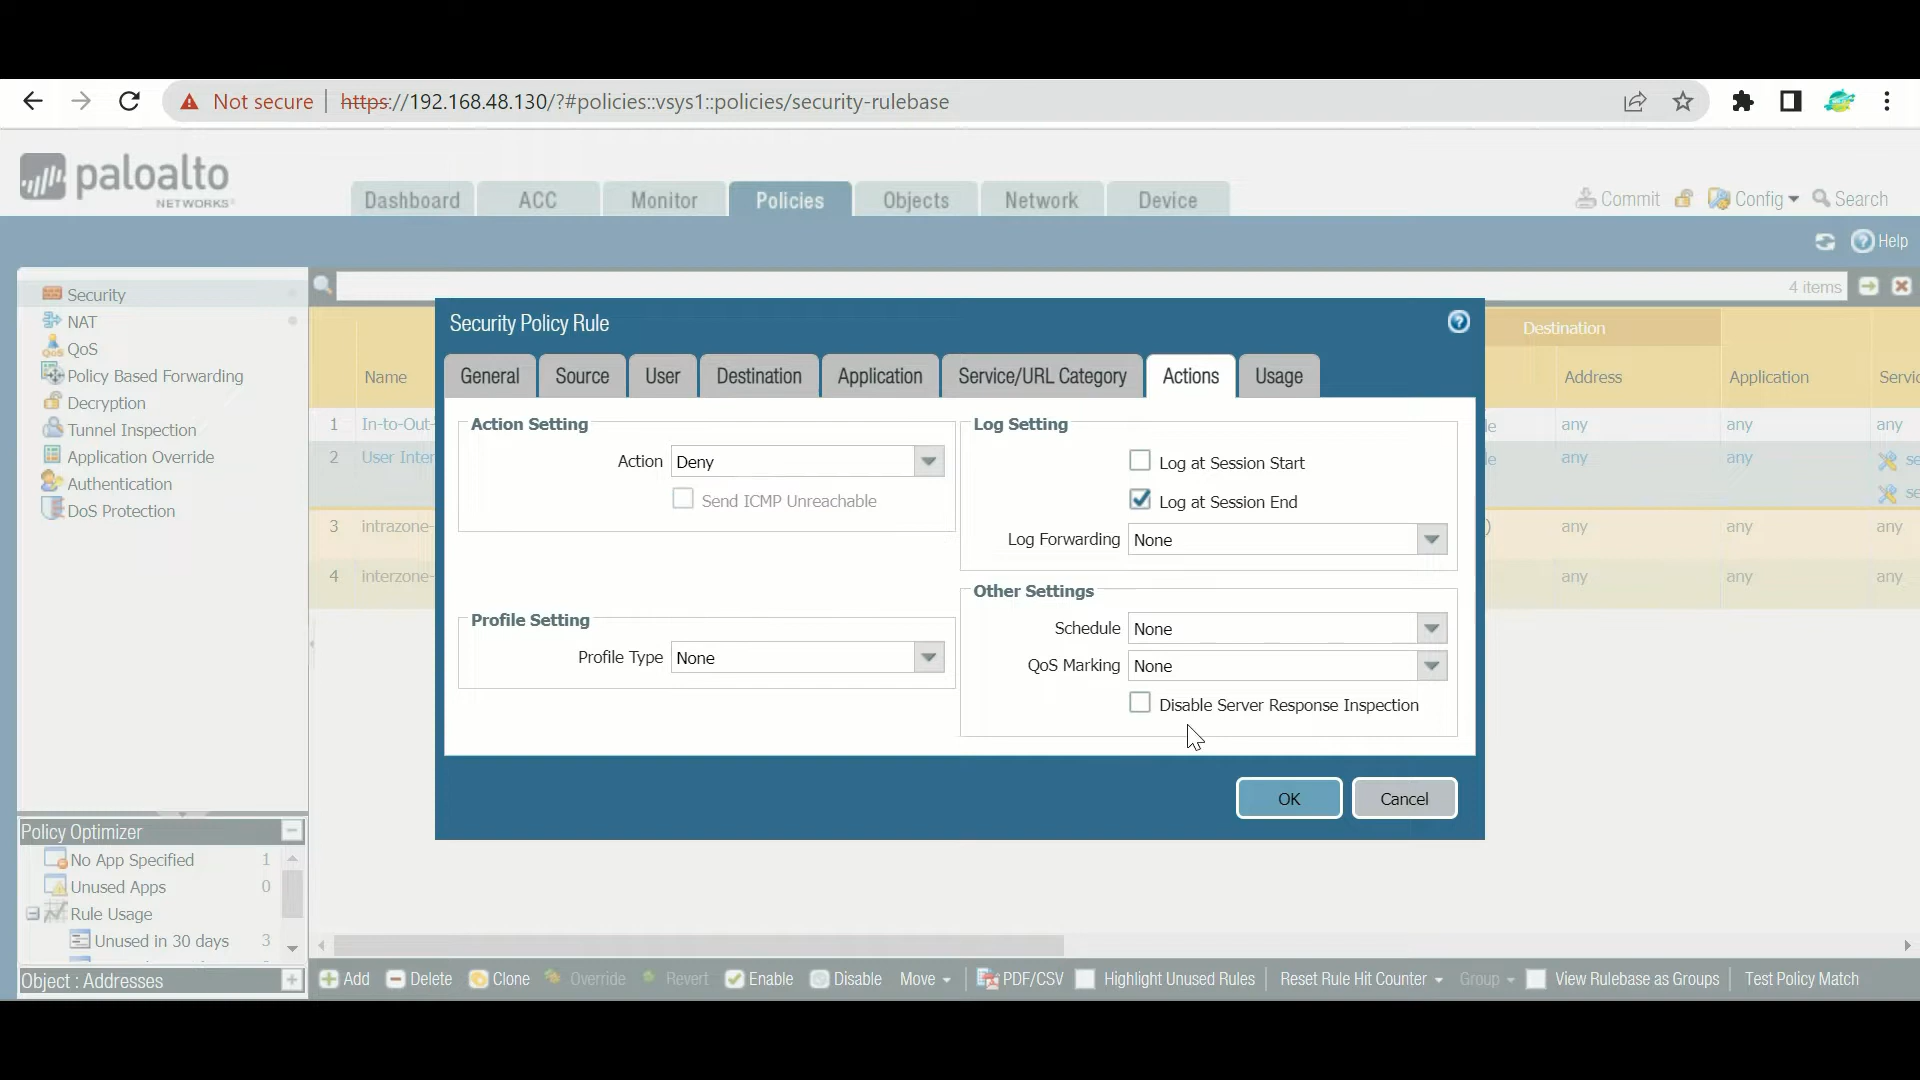 Not secure https://192.168.48.130/?#policies::vsys1::policies/security-rulebase
paloalto
NETWORKS
Dashboard ACC Monitor Policies Objects Network Device Commit Config Search
Help
4 items
Security
NAT
QoS
Policy Based Forwarding
Decryption
Tunnel Inspection
Application Override
Authentication
DoS Protection
Destination
Name Address Application Servic
1 In-to-Out- le any any any
2 User Inter le any any se
se
3 intrazone- ) any any any
4 interzone- any any any
Security Policy Rule
General Source User Destination Application Service/URL Category Actions Usage
Action Setting
Action Deny
Send ICMP Unreachable
Profile Setting
Profile Type None
Log Setting
Log at Session Start
Log at Session End
Log Forwarding None
Other Settings
Schedule None
QoS Marking None
Disable Server Response Inspection
OK Cancel
Policy Optimizer
No App Specified 1
Unused Apps 0
Rule Usage
Unused in 30 days 3
Object : Addresses
Add Delete Clone Override Revert Enable Disable Move PDF/CSV Highlight Unused Rules Reset Rule Hit Counter Group View Rulebase as Groups Test Policy Match